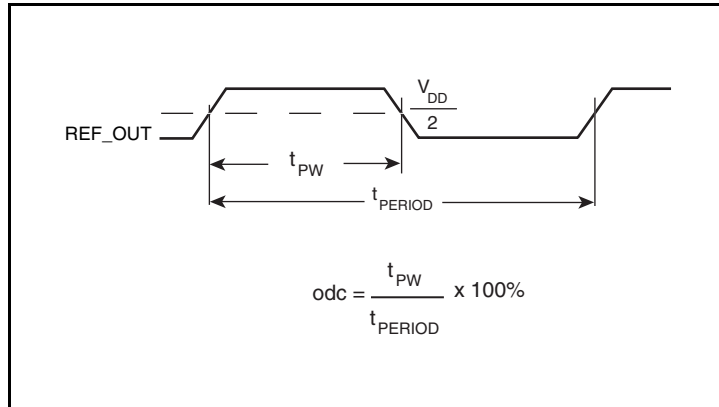 V_DD
2
REF_OUT
t_PW
t_PERIOD
odc = t_PW / t_PERIOD x 100%